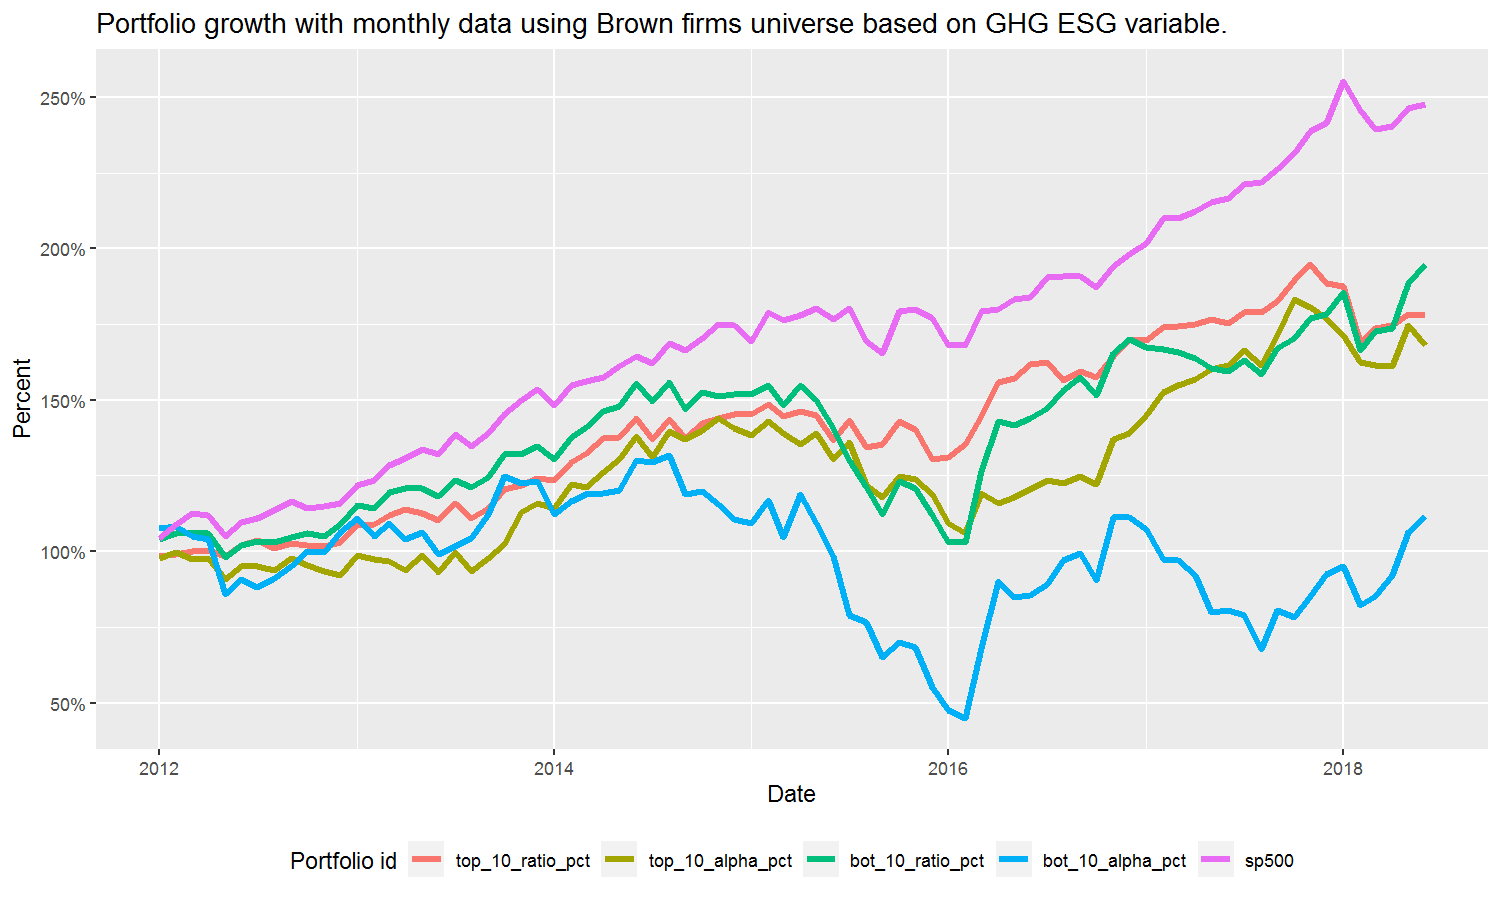 Portfolio growth with monthly data using Brown firms universe based on GHG ESG variable.
250%
200%
150%
100%
50%
Percent
2012 2014 2016 2018
Date
Portfolio id top_10_ratio_pct top_10_alpha_pct bot_10_ratio_pct bot_10_alpha_pct sp500